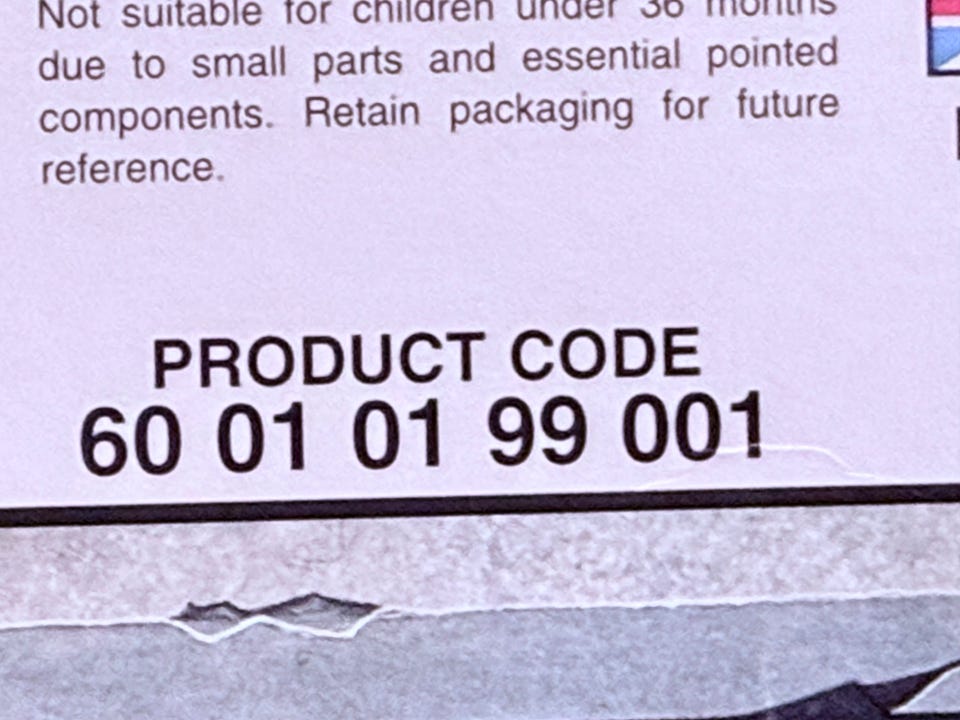 Not suitable for children under 36 months
due to small parts and essential pointed
components. Retain packaging for future
reference.
PRODUCT CODE
60 01 01 99 001